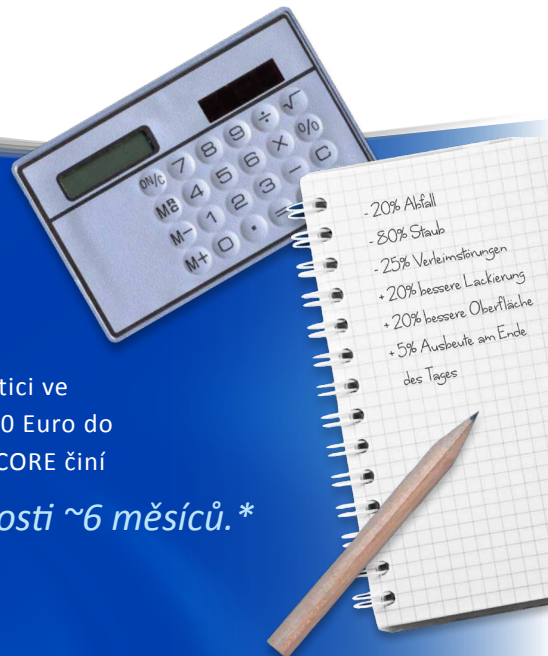 ON/C 7 8 9 ÷ √
MR 4 5 6 × %
M− 1 2 3 − C
M+ 0 · =
- 20% Abfall
- 80% Staub
- 25% Verleimstörungen
+ 20% bessere Lackierung
+ 20% bessere Oberfläche
+ 5% Ausbeute am Ende
des Tages
tici ve
0 Euro do
CORE činí
osti ~6 měsíců.*